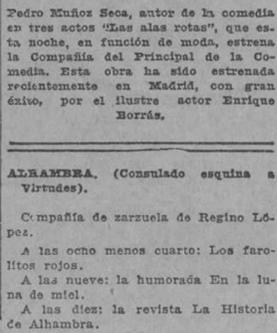 Pedro Muñoz Seca, autor de la comedia
en tres actos "Las alas rotas", que es-
ta noche, en función de moda, estrena
la Compañía del Principal de la Co-
media. Esta obra ha sido estrenada
recientemente en Madrid, con gran
éxito, por el ilustre actor Enrique
Borrás.
ALHAMBRA. (Consulado esquina a
Virtudes).
Compañía de zarzuela de Regino Ló-
pez.
A las ocho menos cuarto: Los faro-
litos rojos.
A las nueve: la humorada En la lu-
na de miel.
A las diez: la revista La Historia
de Alhambra.